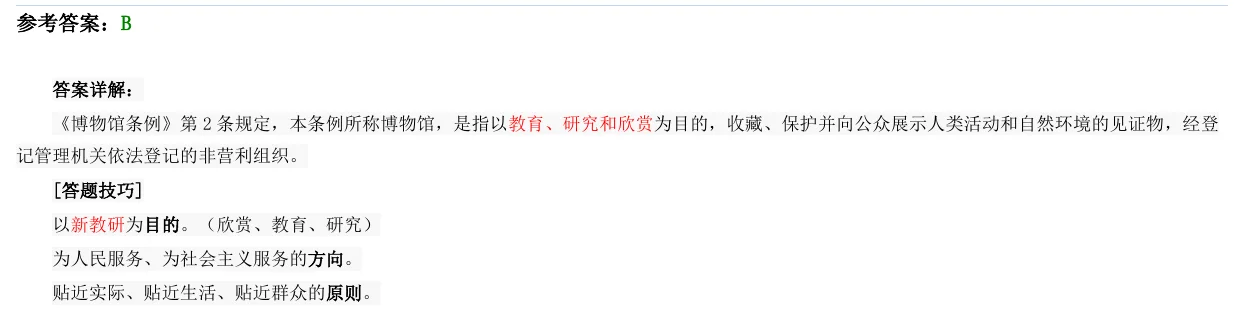 参考答案：B
答案详解：
《博物馆条例》第 2 条规定，本条例所称博物馆，是指以教育、研究和欣赏为目的，收藏、保护并向公众展示人类活动和自然环境的见证物，经登
记管理机关依法登记的非营利组织。
[答题技巧]
以新教研为目的。（欣赏、教育、研究）
为人民服务、为社会主义服务的方向。
贴近实际、贴近生活、贴近群众的原则。